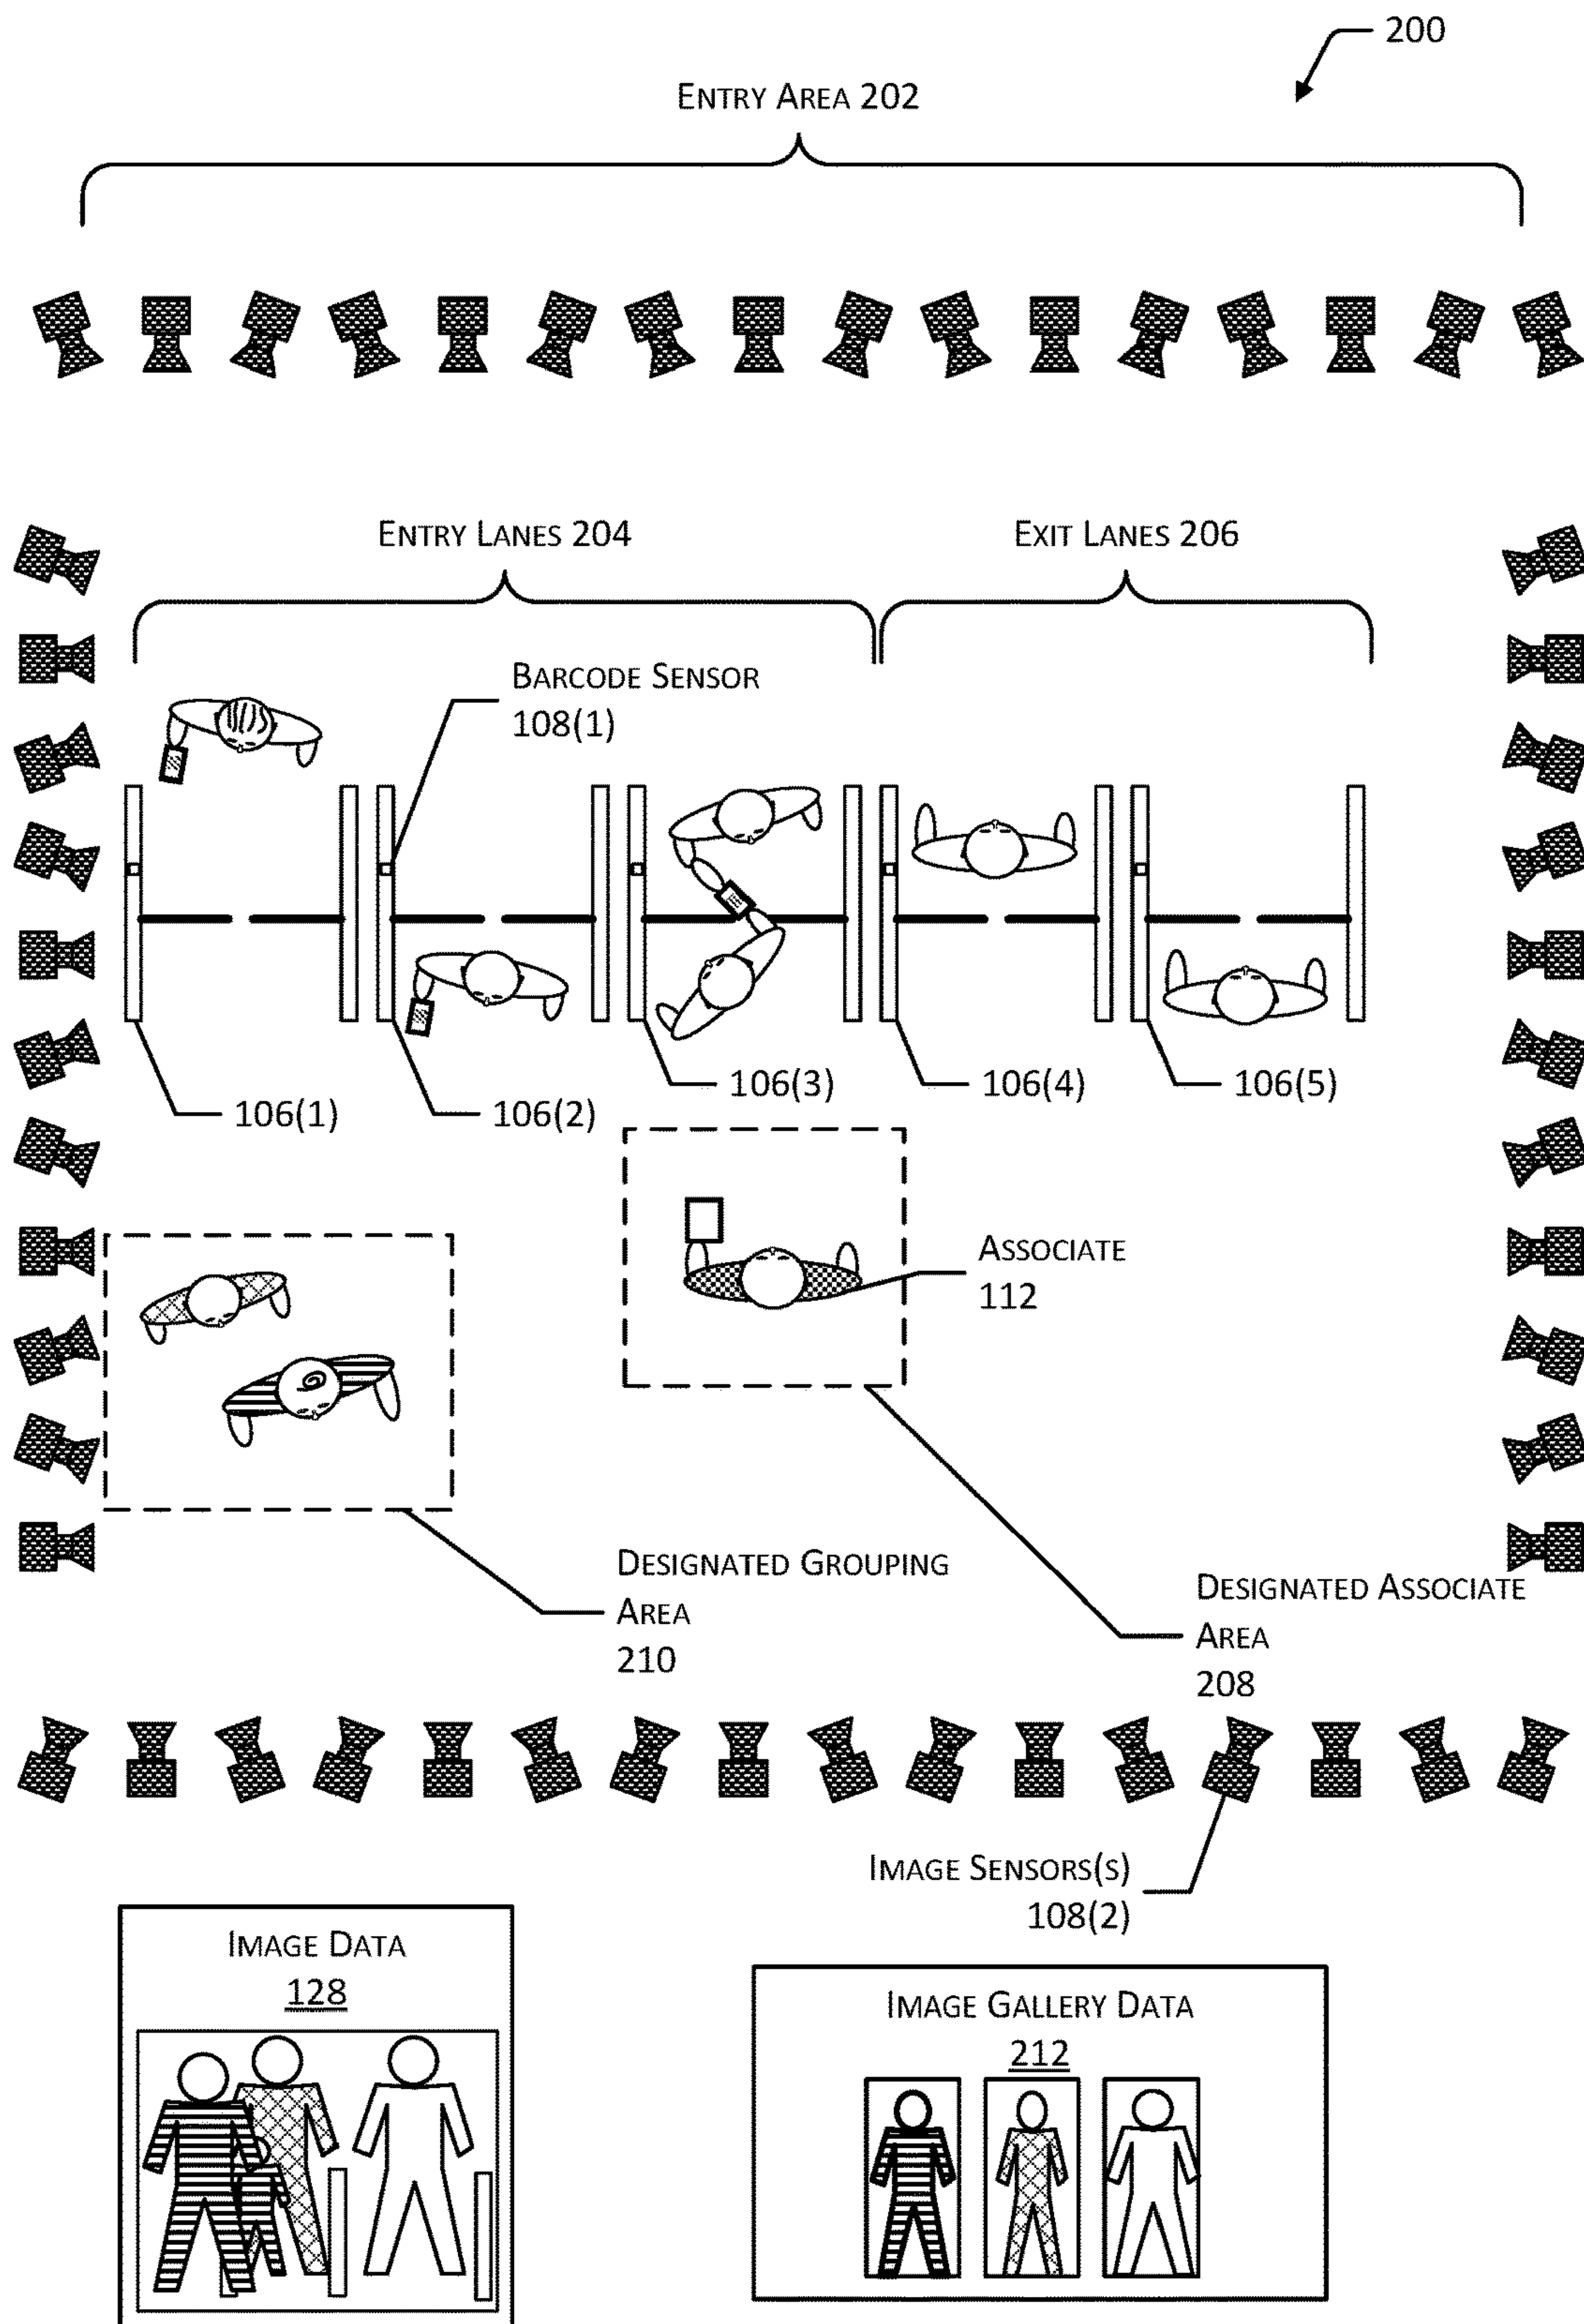 200
ENTRY AREA 202
ENTRY LANES 204
EXIT LANES 206
BARCODE SENSOR
108(1)
106(1)
106(2)
106(3)
106(4)
106(5)
ASSOCIATE
112
DESIGNATED GROUPING
AREA
210
DESIGNATED ASSOCIATE
AREA
208
IMAGE SENSORS(S)
108(2)
IMAGE DATA
128
IMAGE GALLERY DATA
212